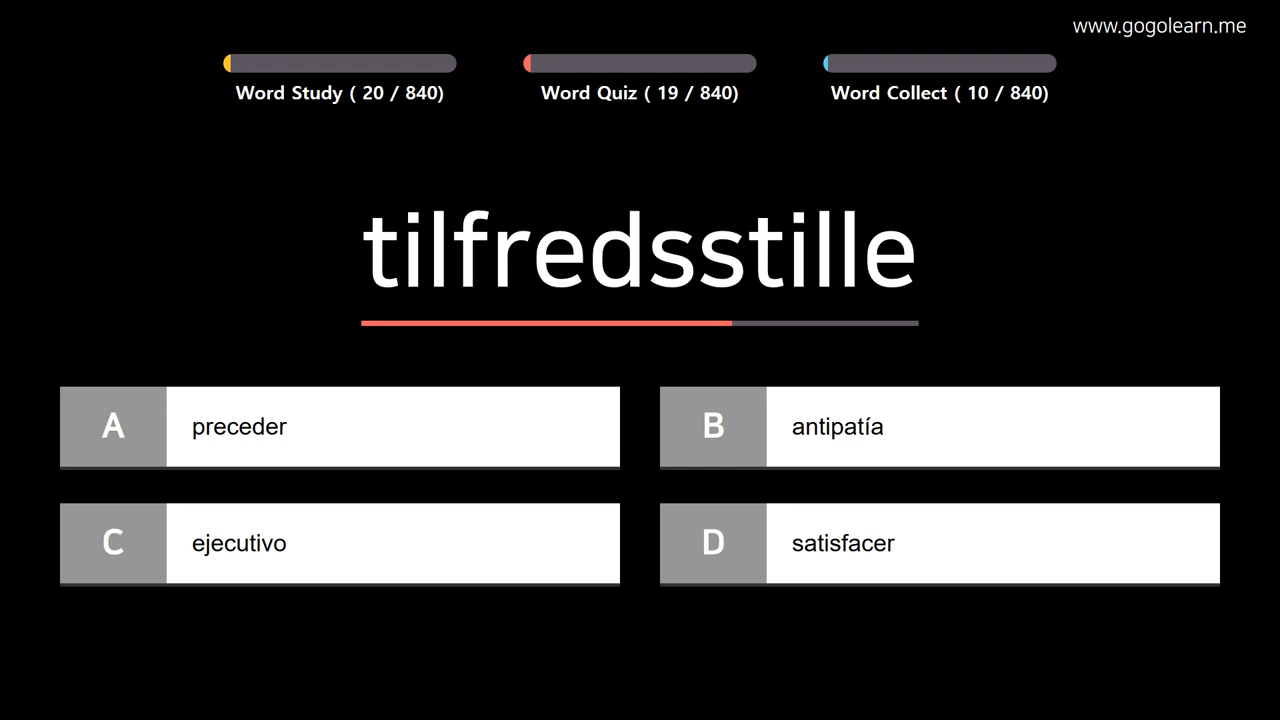 www.gogolearn.me
Word Study ( 20 / 840)
Word Quiz ( 19 / 840)
Word Collect ( 10 / 840)
tilfredsstille
A preceder
B antipatía
C ejecutivo
D satisfacer